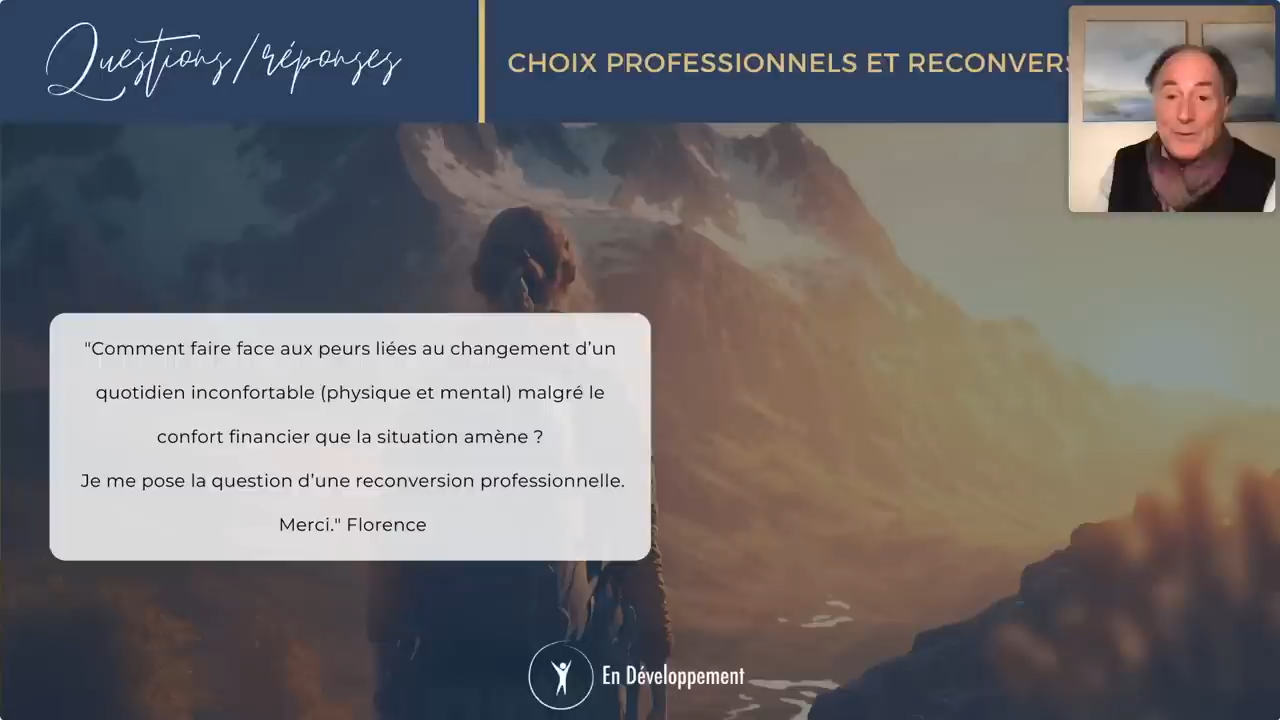 Questions/réponses
CHOIX PROFESSIONNELS ET RECONVERS
"Comment faire face aux peurs liées au changement d’un
quotidien inconfortable (physique et mental) malgré le
confort financier que la situation amène ?
Je me pose la question d’une reconversion professionnelle.
Merci." Florence
En Développement